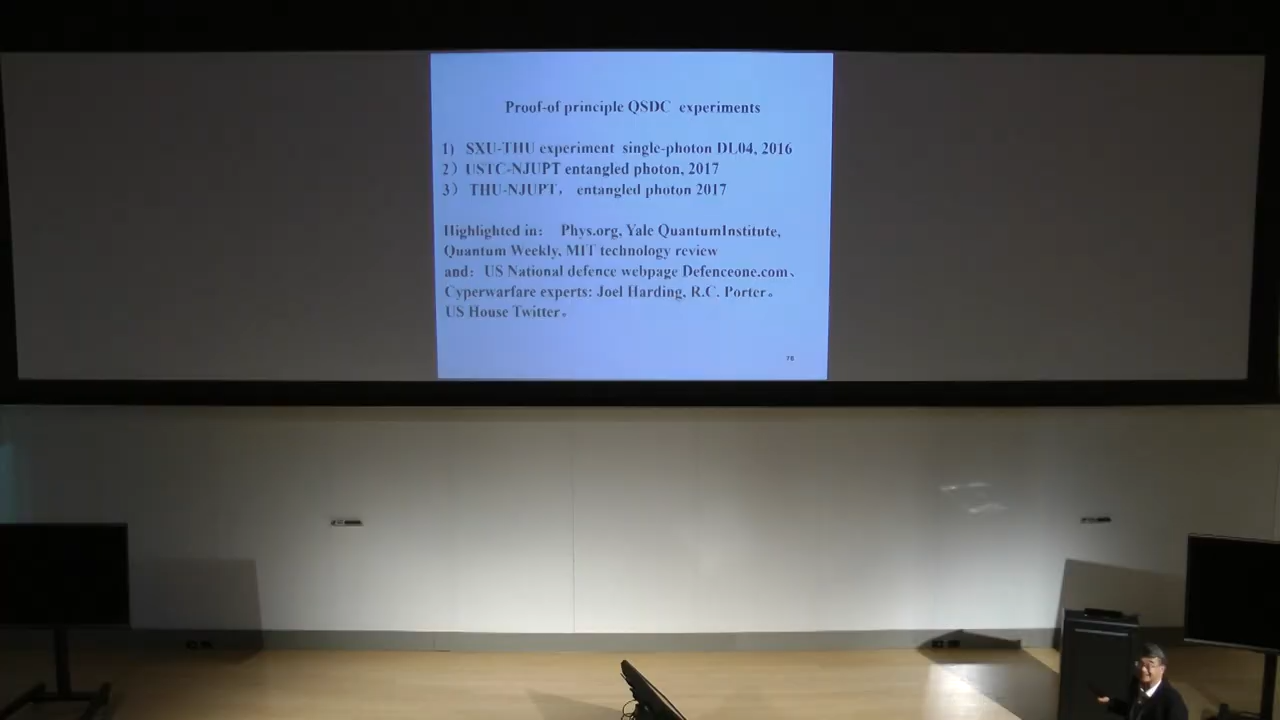 Proof-of principle QSDC experiments
1) SXU-THU experiment single-photon DL04, 2016
2）USTC-NJUPT entangled photon, 2017
3） THU-NJUPT， entangled photon 2017
Highlighted in： Phys.org, Yale QuantumInstitute,
Quantum Weekly, MIT technology review
and：US National defence webpage Defenceone.com、
Cyperwarfare experts: Joel Harding, R.C. Porter。
US House Twitter。
78